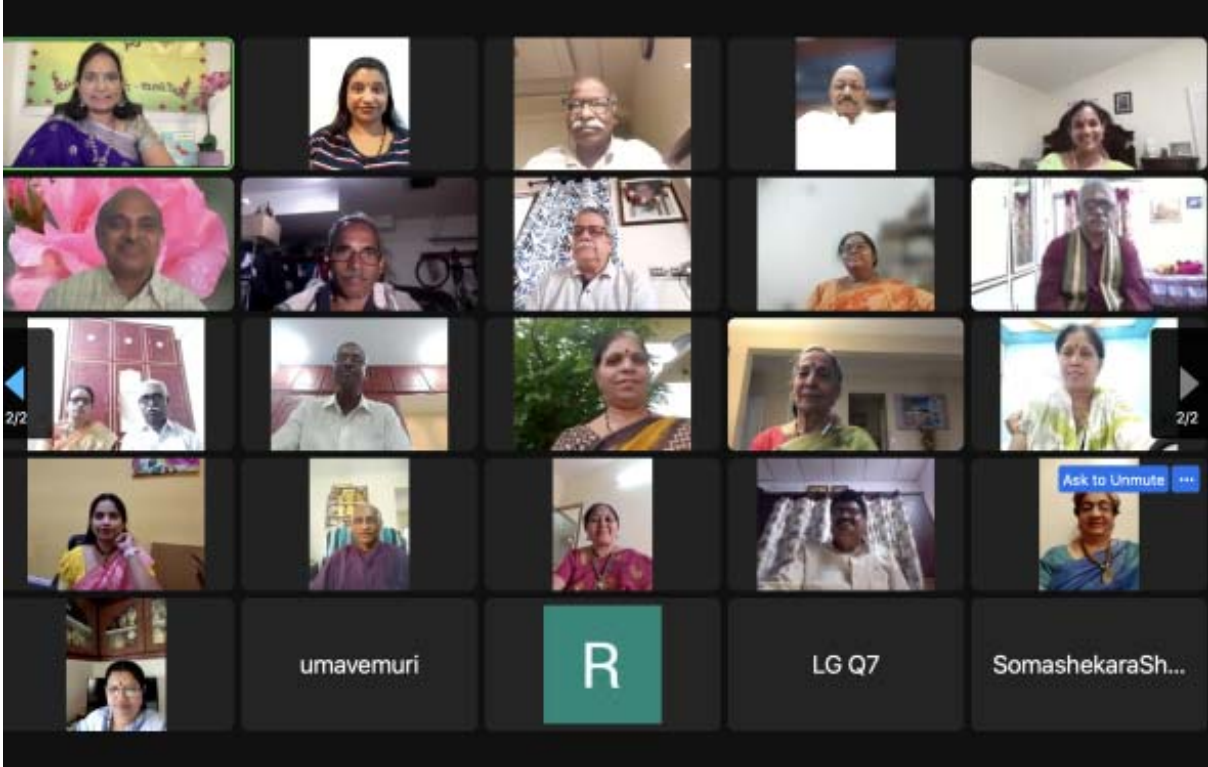 2/2
2/2
Ask to Unmute ...
umavemuri
R
LG Q7
SomashekaraSh...